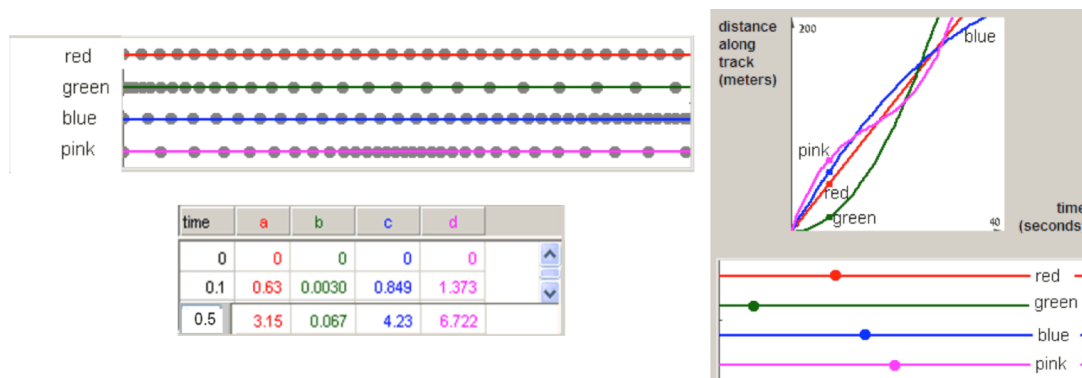 red
green
blue
pink
time a b c d
0 0 0 0 0
0.1 0.63 0.0030 0.849 1.373
0.5 3.15 0.067 4.23 6.722
distance
along
track
(meters)
200
blue
pink
red
green
40
time
(seconds
red
green
blue
pink